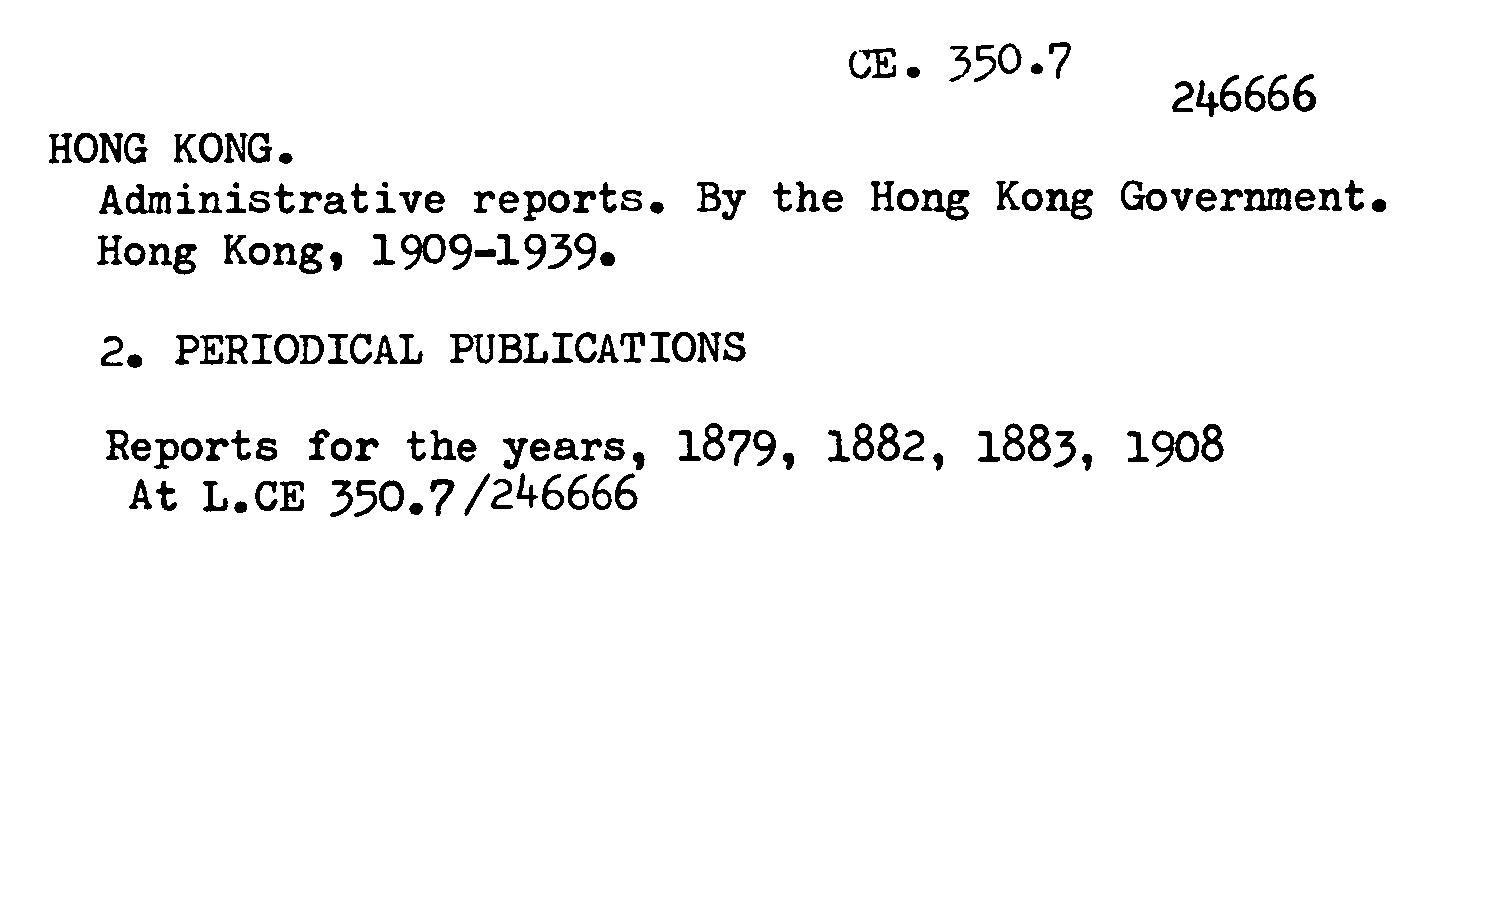 CE. 350.7
246666
HONG KONG.
Administrative reports. By the Hong Kong Government.
Hong Kong, 1909-1939.
2. PERIODICAL PUBLICATIONS
Reports for the years, 1879, 1882, 1883, 1908
At L.CE 350.7/246666